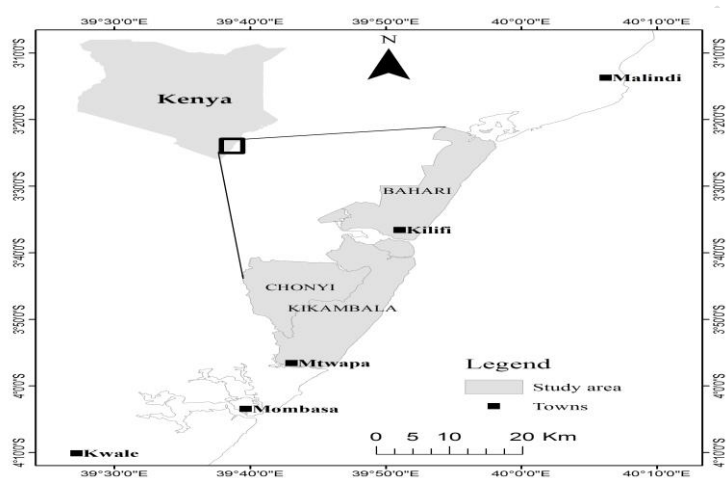 39°30'0"E 39°40'0"E 39°50'0"E 40°00'0"E 40°10'0"E
N
3°10'0"S 3°10'0"S
Malindi
Kenya
3°20'0"S 3°20'0"S
3°30'0"S BAHARI 3°30'0"S
Kilifi
3°40'0"S 3°40'0"S
CHONYI
KIKAMBALA
3°50'0"S 3°50'0"S
Mtwapa
Legend
Study area
4°00'0"S 4°00'0"S
Towns
Mombasa
0 5 10 20 Km
Kwale
4°10'0"S 4°10'0"S
39°30'0"E 39°40'0"E 39°50'0"E 40°00'0"E 40°10'0"E